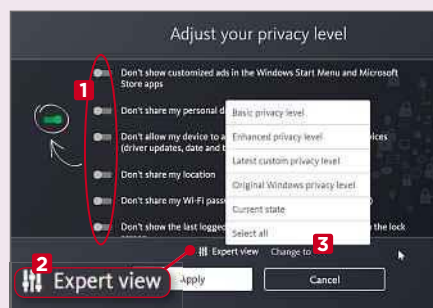 Adjust your privacy level
1
Don't show customized ads in the Windows Start Menu and Microsoft
Store apps
Don't share my personal d
Don't allow my device to a
ices
(driver updates, date and t
Don't share my location
Don't share my Wi-Fi pass
)
Don't show the last logged
n the lock
Basic privacy level
Enhanced privacy level
Latest custom privacy level
Original Windows privacy level
Current state
Select all
Expert view
Change to
3
2
Expert view
Apply
Cancel